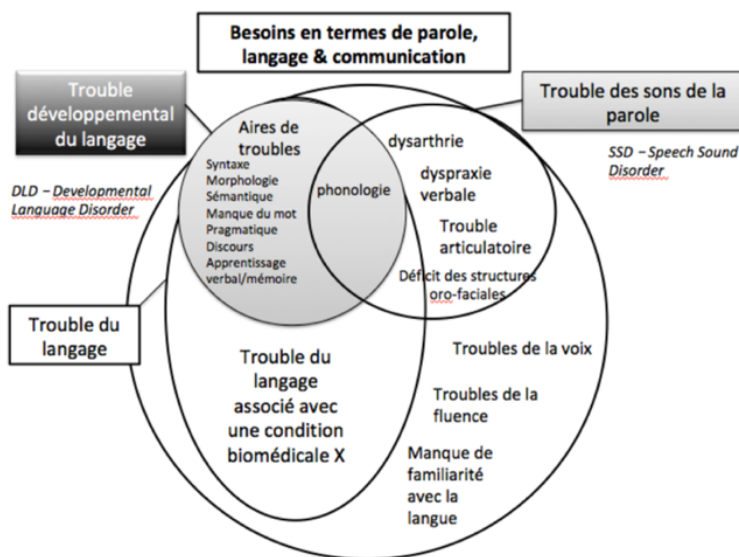 Besoins en termes de parole,
langage & communication
Trouble
développemental
du langage
DLD – Developmental
Language Disorder
Trouble des sons de la
parole
SSD – Speech Sound
Disorder
Aires de
troubles
Syntaxe
Morphologie
Sémantique
Manque du mot
Pragmatique
Discours
Apprentissage
verbal/mémoire
phonologie
dysarthrie
dyspraxie
verbale
Trouble
articulatoire
Déficit des structures
oro-faciales
Trouble du
langage
Trouble du
langage
associé avec
une condition
biomédicale X
Troubles de la voix
Troubles de la
fluence
Manque de
familiarité
avec la
langue